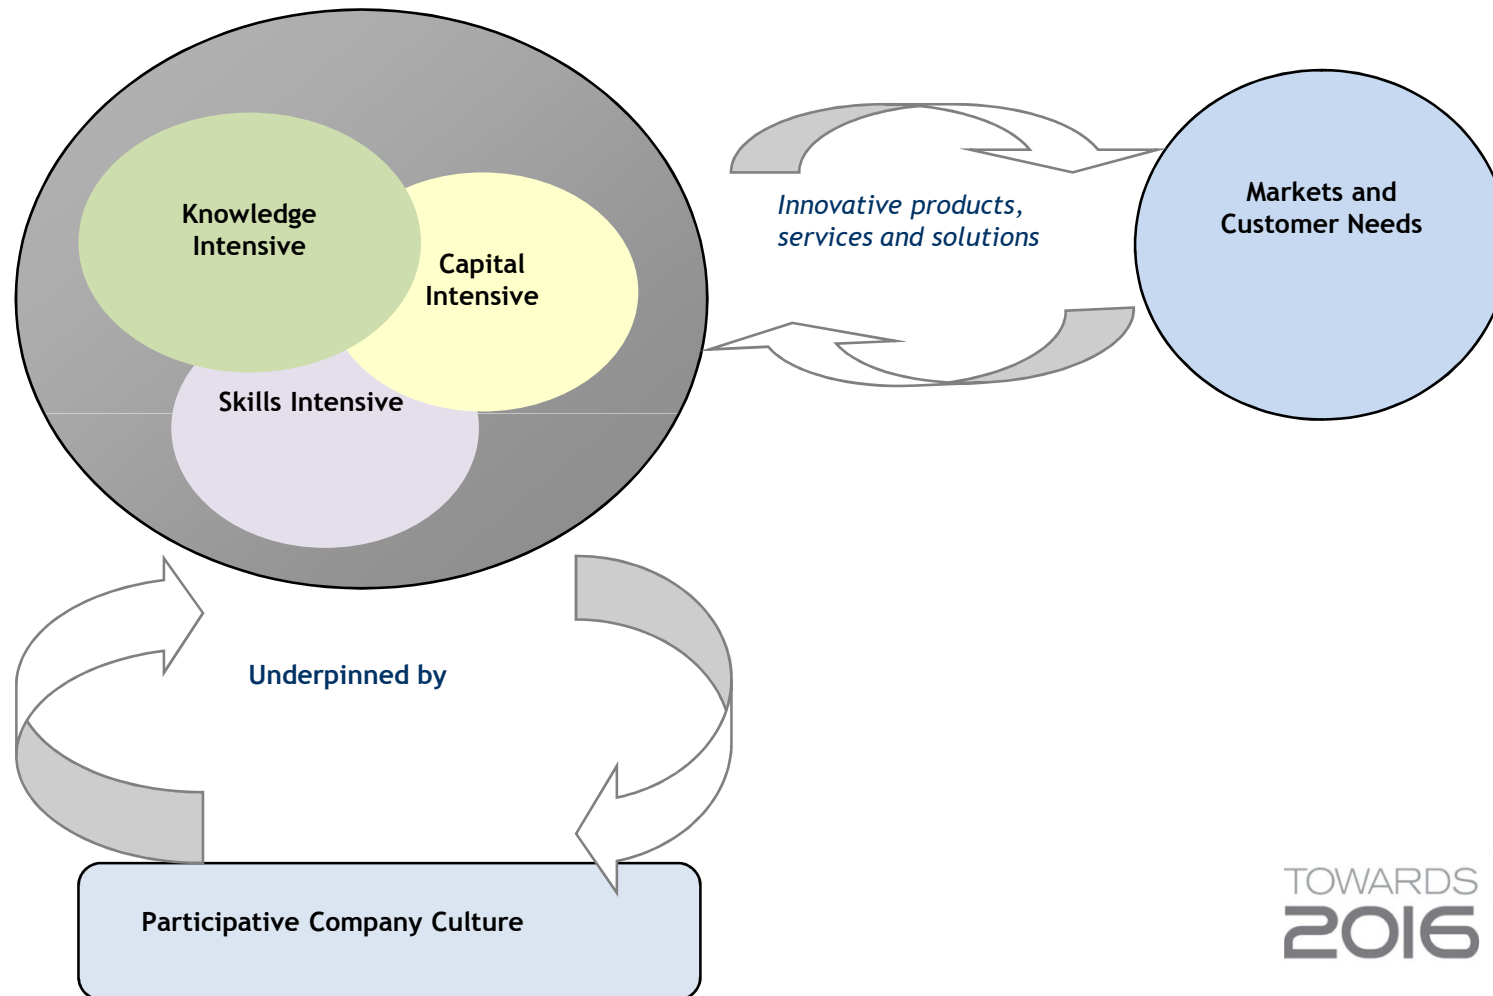 Knowledge
Intensive
Capital
Intensive
Skills Intensive
Innovative products,
services and solutions
Markets and
Customer Needs
Underpinned by
Participative Company Culture
TOWARDS
2016